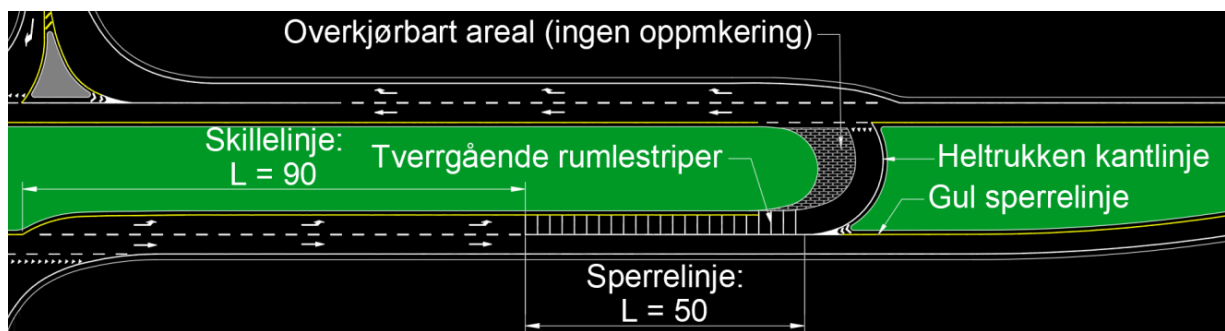 Overkjørbart areal (ingen oppmkering)
Skillelinje:
L = 90
Tverrgående rumlestriper
Heltrukken kantlinje
Gul sperrelinje
Sperrelinje:
L = 50